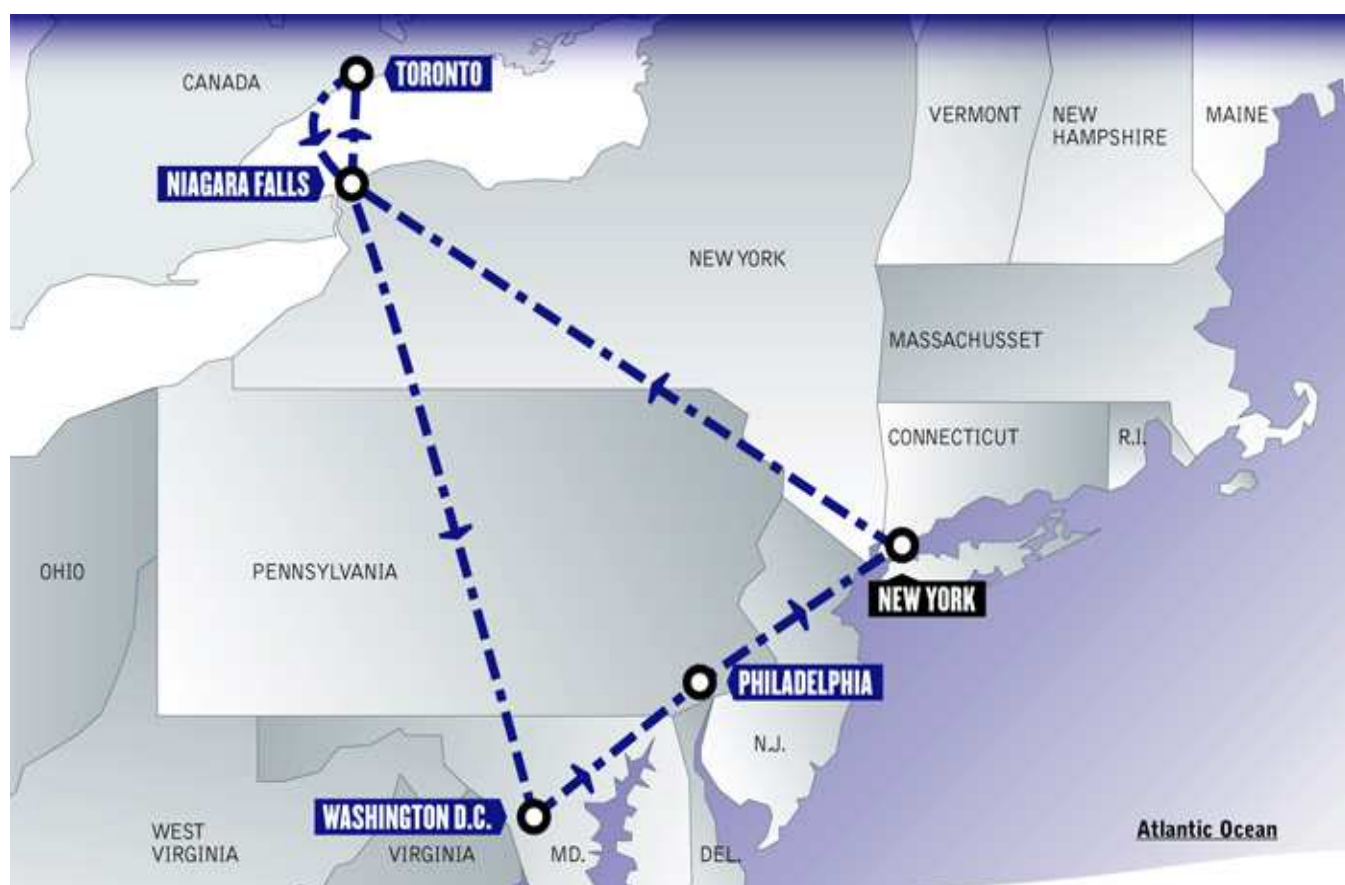 CANADA
TORONTO
VERMONT
NEW
HAMPSHIRE
MAINE
NIAGARA FALLS
NEW YORK
MASSACHUSSET
CONNECTICUT
R.I.
OHIO
PENNSYLVANIA
NEW YORK
PHILADELPHIA
N.J.
WASHINGTON D.C.
WEST
VIRGINIA
VIRGINIA
MD.
DEL.
Atlantic Ocean